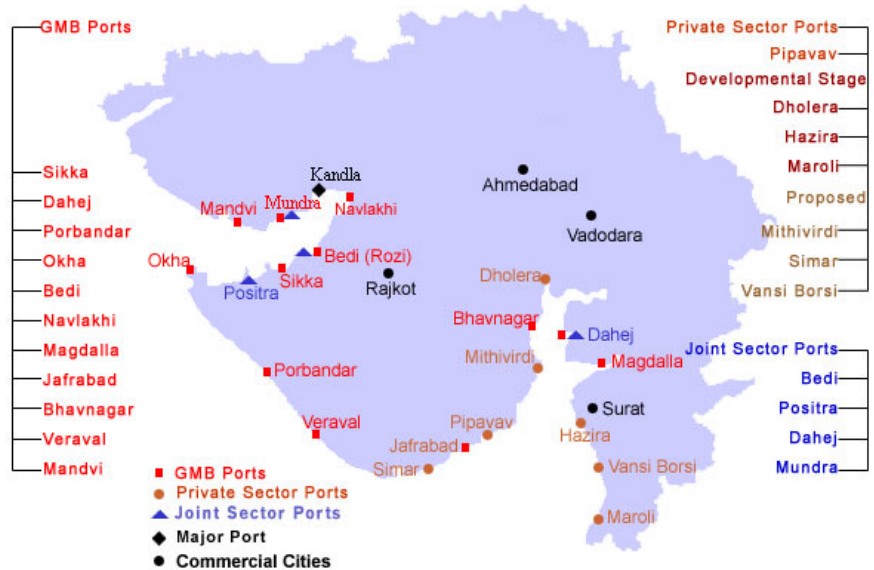 GMB Ports
Sikka
Dahej
Porbandar
Okha
Bedi
Navlakhi
Magdalla
Jafrabad
Bhavnagar
Veraval
Mandvi
Kandla
Mundra
Mandvi
Navlakhi
Okha
Bedi (Rozi)
Sikka
Positra
Rajkot
Ahmedabad
Vadodara
Dholera
Bhavnagar
Dahej
Mithivirdi
Magdalla
Porbandar
Veraval
Pipavav
Jafrabad
Simar
Surat
Hazira
Vansi Borsi
Maroli
GMB Ports
Private Sector Ports
Joint Sector Ports
Major Port
Commercial Cities
Private Sector Ports
Pipavav
Developmental Stage
Dholera
Hazira
Maroli
Proposed
Mithivirdi
Simar
Vansi Borsi
Joint Sector Ports
Bedi
Positra
Dahej
Mundra